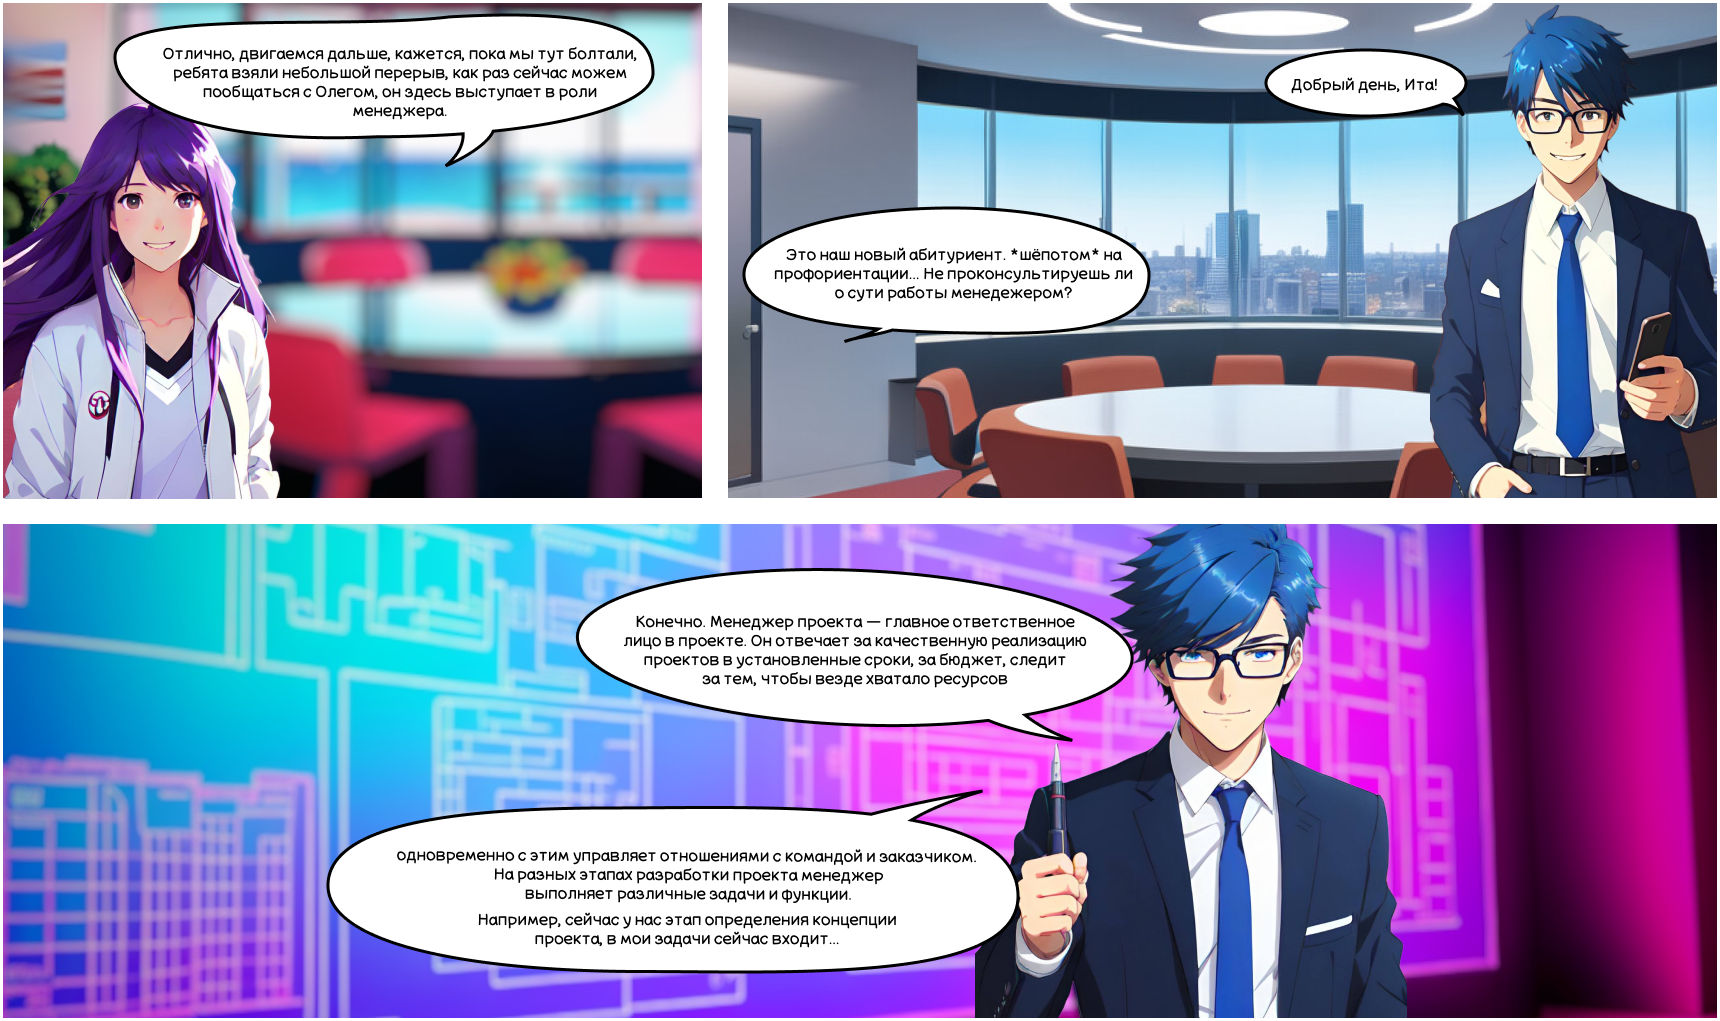 Отлично, двигаемся дальше, кажется, пока мы тут болтали,
ребята взяли небольшой перерыв, как раз сейчас можем
пообщаться с Олегом, он здесь выступает в роли
менеджера.
Добрый день, Ита!
Это наш новый абитуриент. *шёпотом* на
профориентации... Не проконсультируешь ли
о сути работы менедежером?
Конечно. Менеджер проекта — главное ответственное
лицо в проекте. Он отвечает за качественную реализацию
проектов в установленные сроки, за бюджет, следит
за тем, чтобы везде хватало ресурсов
одновременно с этим управляет отношениями с командой и заказчиком.
На разных этапах разработки проекта менеджер
выполняет различные задачи и функции.
Например, сейчас у нас этап определения концепции
проекта, в мои задачи сейчас входит...